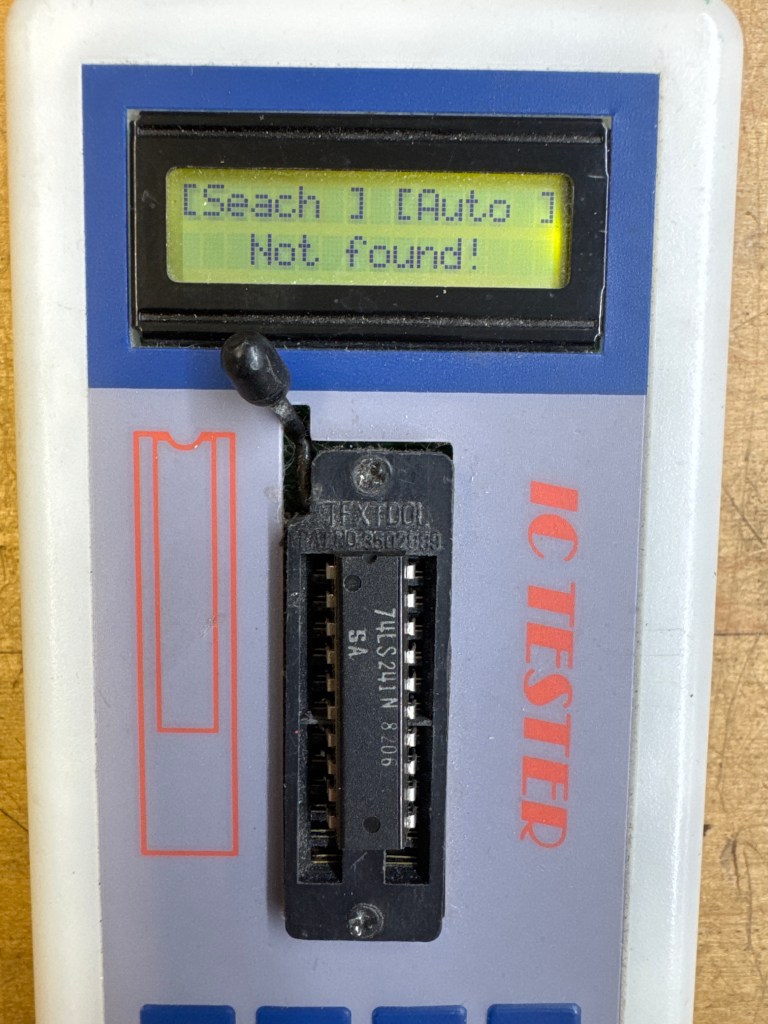 [Seach ] [Auto ]
Not found!
TEXTOOL
IC TESTER
74LS241N 8206
SA